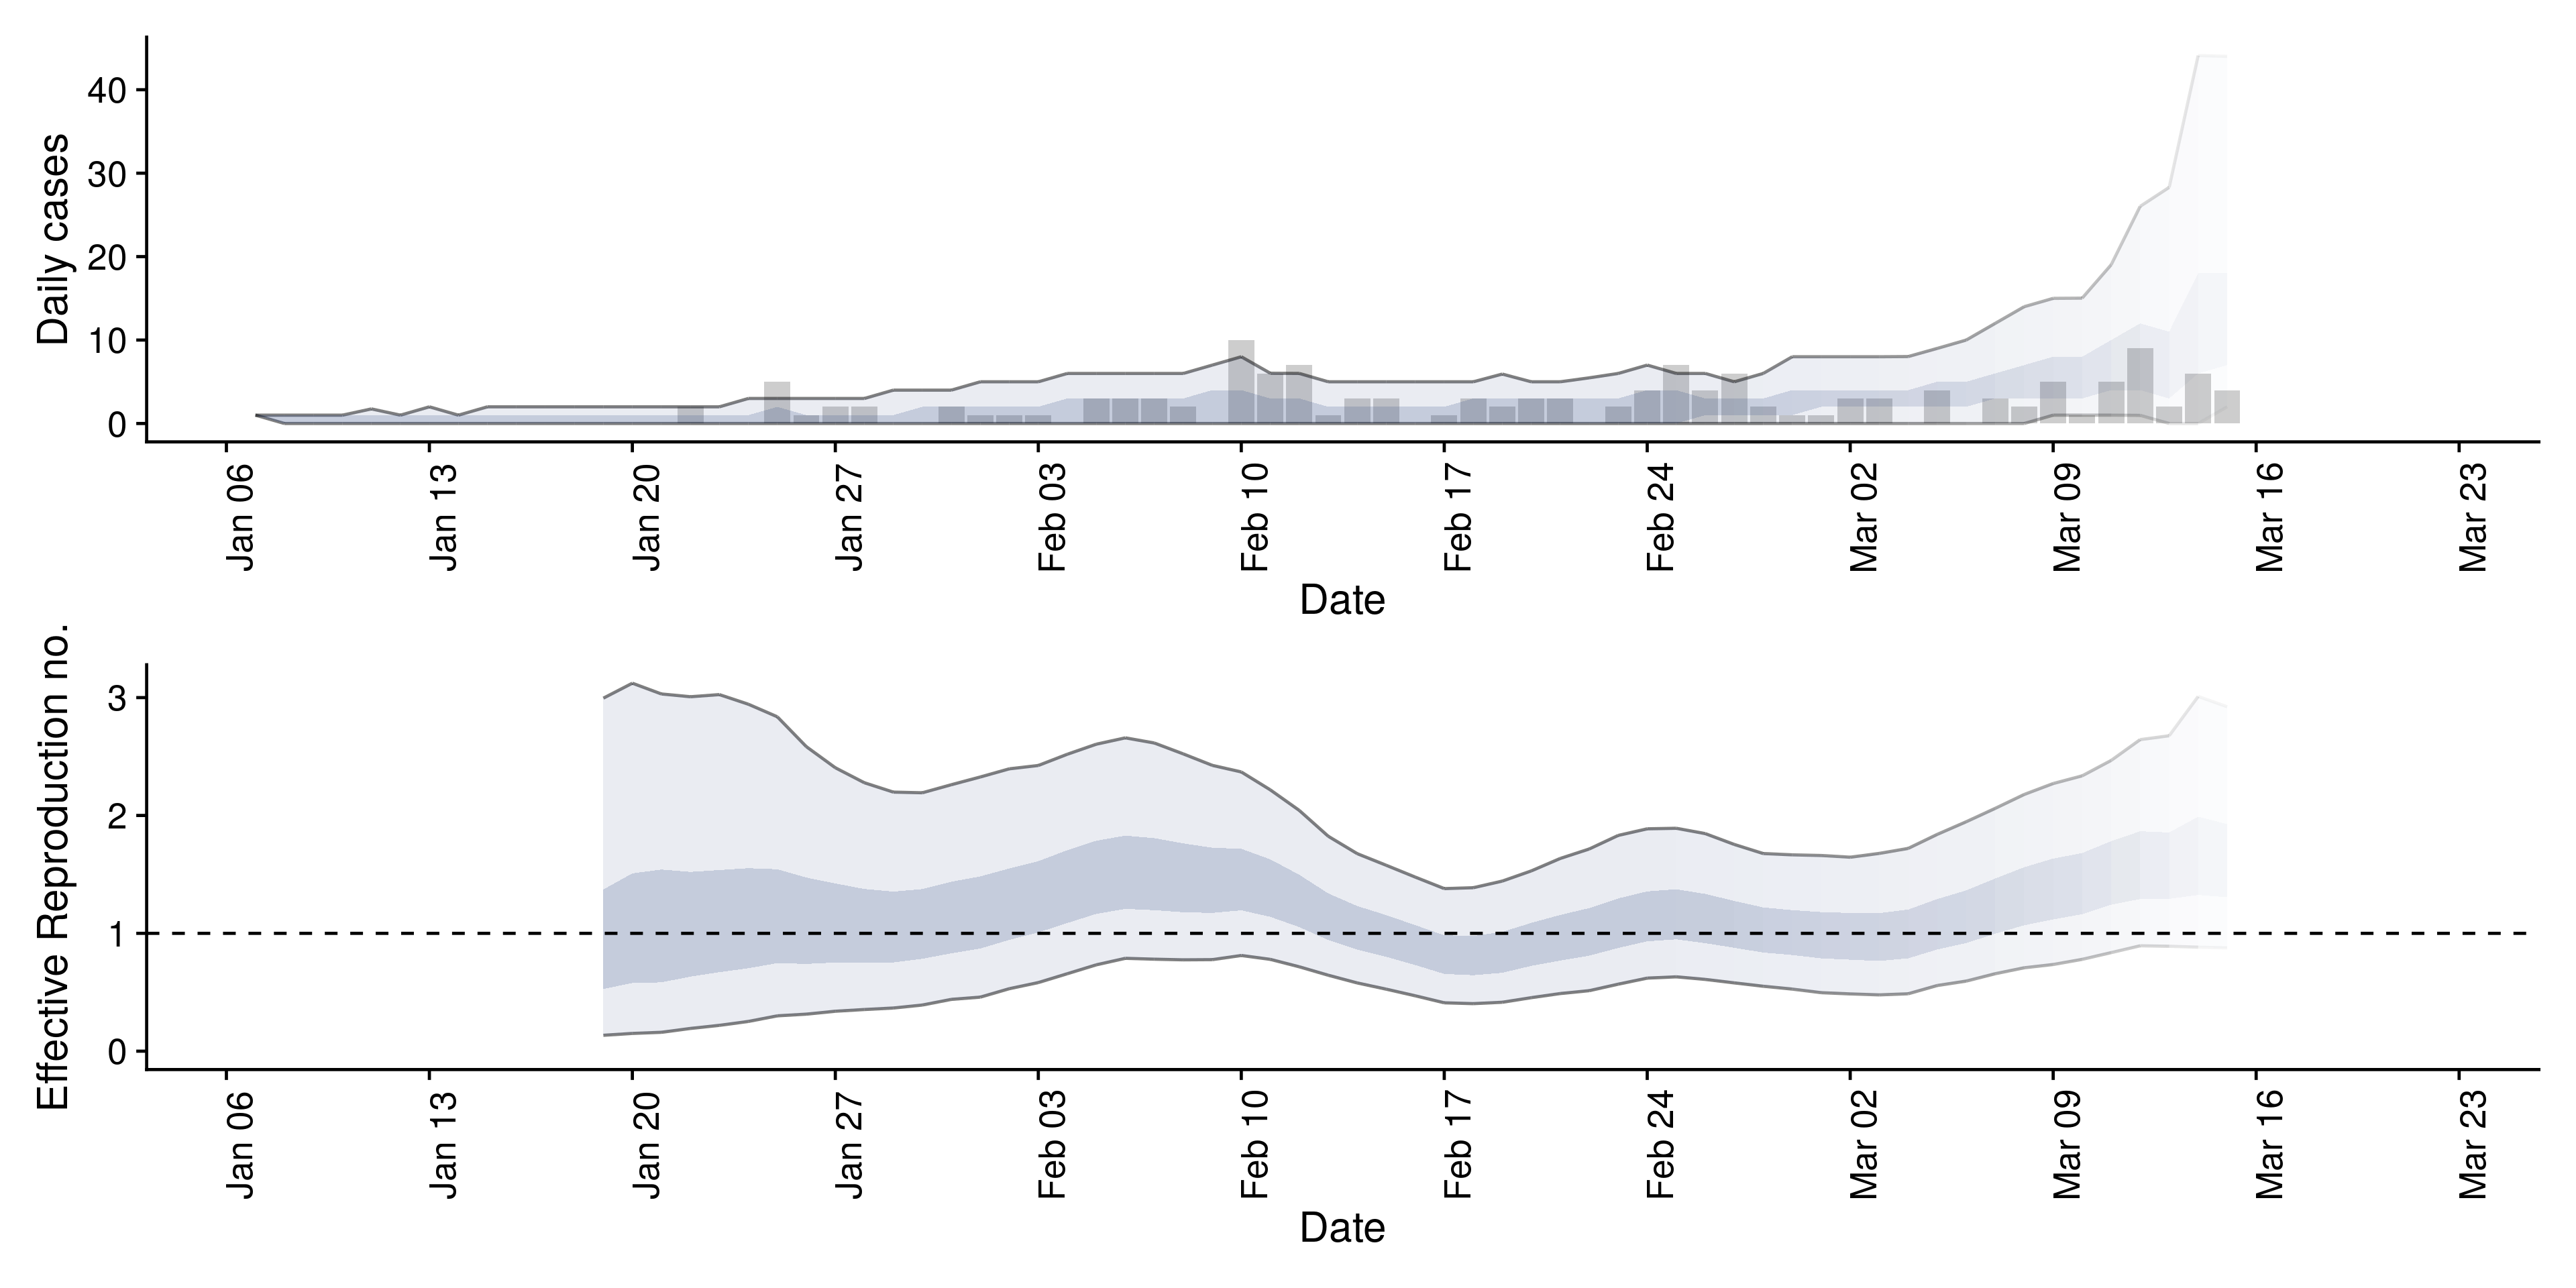 Daily cases
40
30
20
10
0
Jan 06
Jan 13
Jan 20
Jan 27
Feb 03
Feb 10
Feb 17
Feb 24
Mar 02
Mar 09
Mar 16
Mar 23
Date
Effective Reproduction no.
3
2
1
0
Jan 06
Jan 13
Jan 20
Jan 27
Feb 03
Feb 10
Feb 17
Feb 24
Mar 02
Mar 09
Mar 16
Mar 23
Date